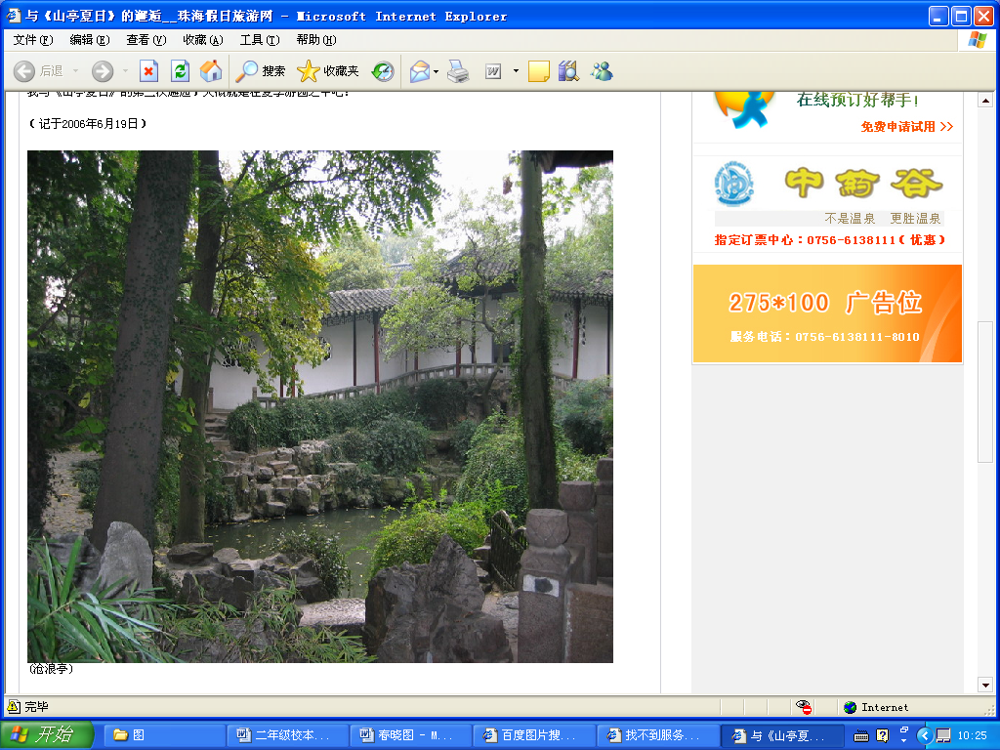 与《山亭夏日》的邂逅__珠海假日旅游网 - Microsoft Internet Explorer
文件(F) 编辑(E) 查看(V) 收藏(A) 工具(T) 帮助(H)
后退 搜索 收藏夹
在线预订好帮手!
(记于2006年6月19日)
免费申请试用 >>
中药谷
不是温泉 更胜温泉
指定订票中心:0756-6138111(优惠)
275*100 广告位
服务电话:0756-6138111-8010
(沧浪亭)
完毕
Internet
开始 图 二年级校本... 春晓图 - M... 百度图片搜... 找不到服务... 与《山亭夏... 10:25